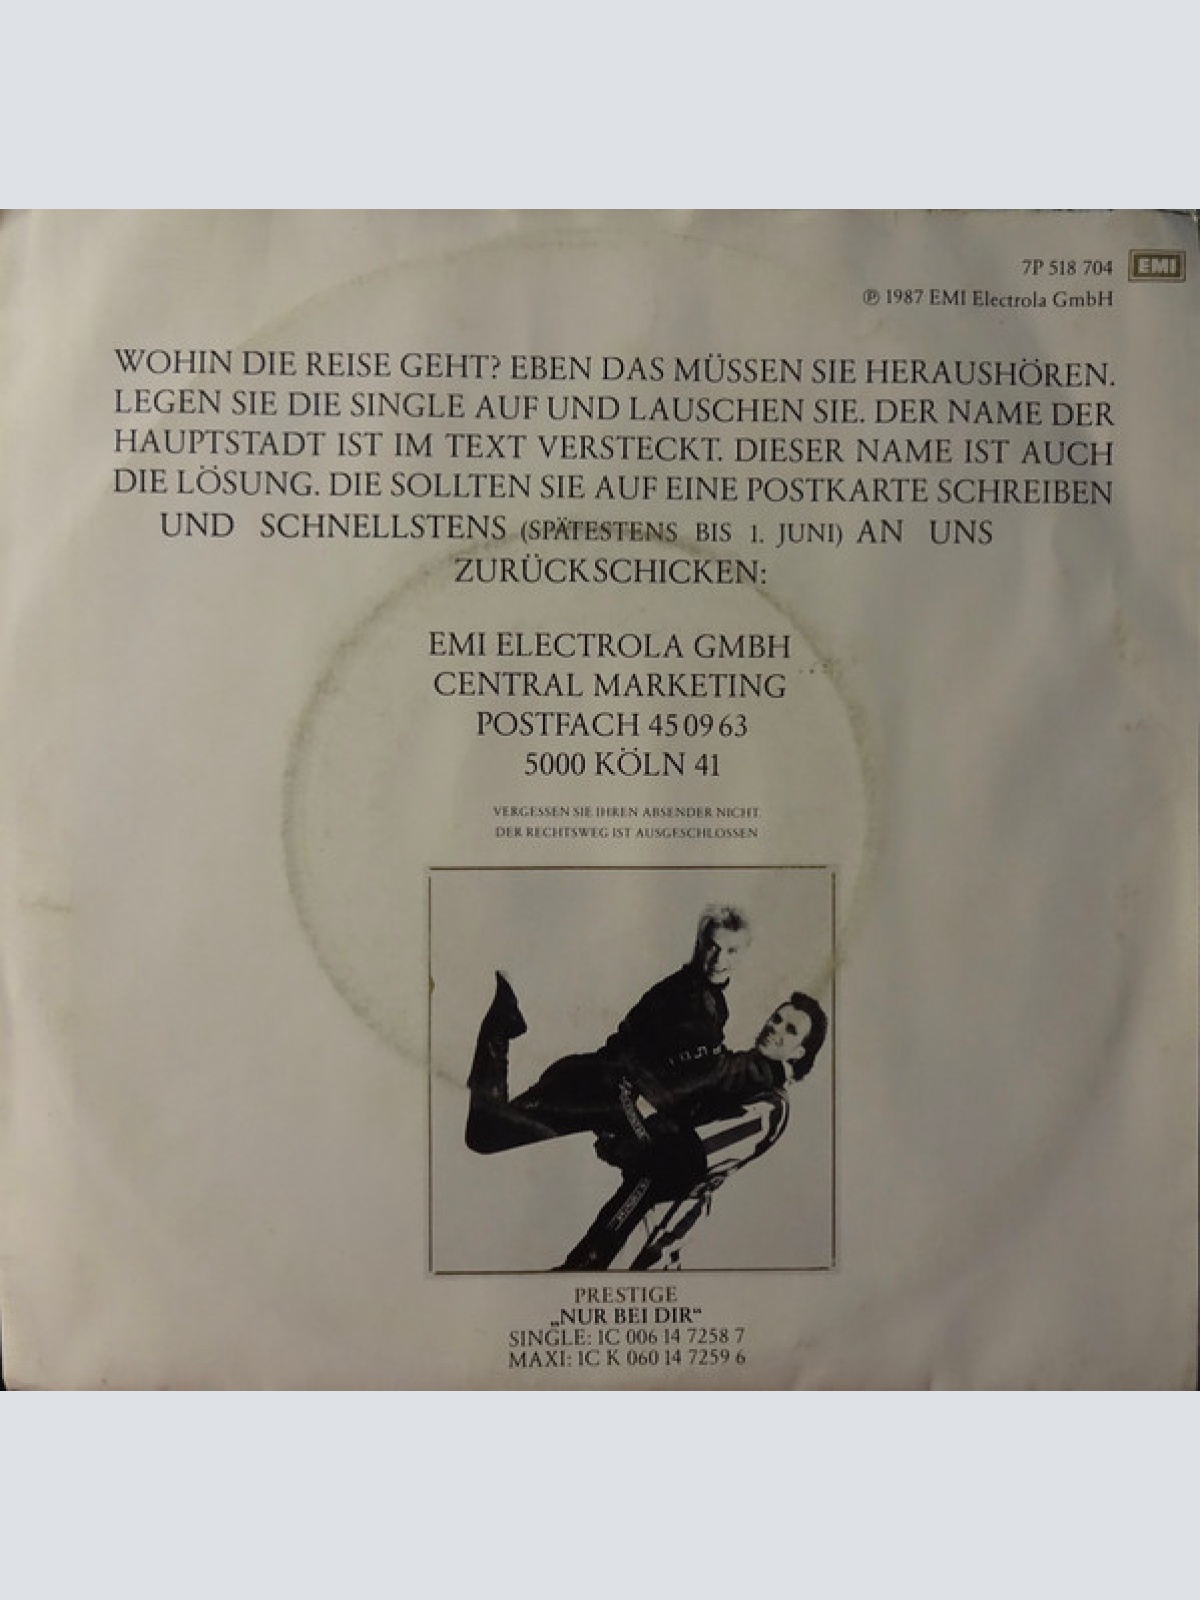 7P 518 704 EMI
℗ 1987 EMI Electrola GmbH
WOHIN DIE REISE GEHT? EBEN DAS MÜSSEN SIE HERAUSHÖREN.
LEGEN SIE DIE SINGLE AUF UND LAUSCHEN SIE. DER NAME DER
HAUPTSTADT IST IM TEXT VERSTECKT. DIESER NAME IST AUCH
DIE LÖSUNG. DIE SOLLTEN SIE AUF EINE POSTKARTE SCHREIBEN
UND SCHNELLSTENS (SPÄTESTENS BIS 1. JUNI) AN UNS
ZURÜCKSCHICKEN:
EMI ELECTROLA GMBH
CENTRAL MARKETING
POSTFACH 45 09 63
5000 KÖLN 41
VERGESSEN SIE IHREN ABSENDER NICHT.
DER RECHTSWEG IST AUSGESCHLOSSEN
PRESTIGE
„NUR BEI DIR“
SINGLE: 1C 006 14 7258 7
MAXI: 1C K 060 14 7259 6